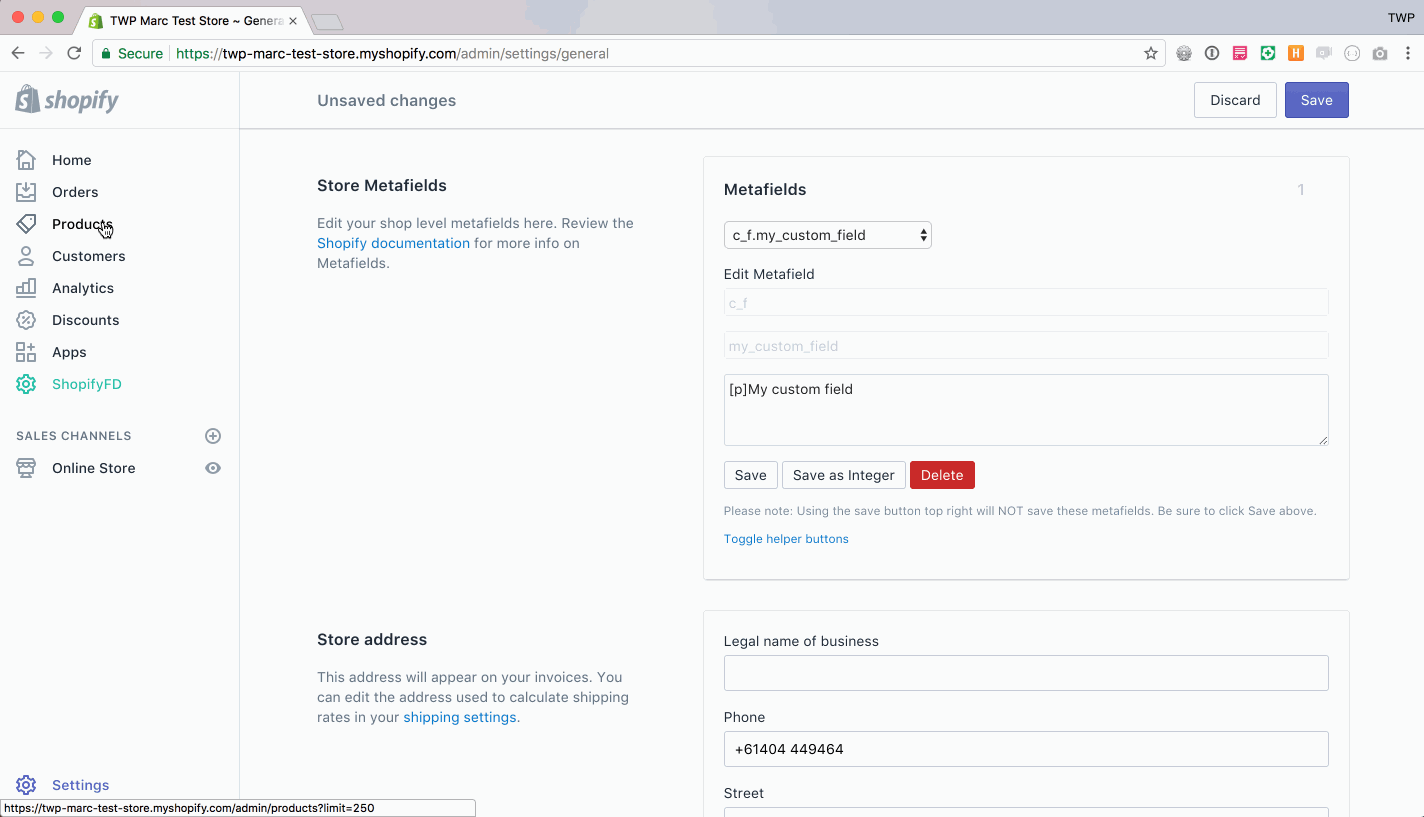 TWP Marc Test Store ~ Genera
TWP
Secure
https://twp-marc-test-store.myshopify.com/admin/settings/general
shopify
Unsaved changes
Discard
Save
Home
Orders
Products
Customers
Analytics
Discounts
Apps
ShopifyFD
SALES CHANNELS
Online Store
Settings
https://twp-marc-test-store.myshopify.com/admin/products?limit=250
Store Metafields
Edit your shop level metafields here. Review the
Shopify documentation for more info on
Metafields.
Metafields
1
c_f.my_custom_field
Edit Metafield
c_f
my_custom_field
[p]My custom field
Save
Save as Integer
Delete
Please note: Using the save button top right will NOT save these metafields. Be sure to click Save above.
Toggle helper buttons
Store address
This address will appear on your invoices. You
can edit the address used to calculate shipping
rates in your shipping settings.
Legal name of business
Phone
+61404 449464
Street